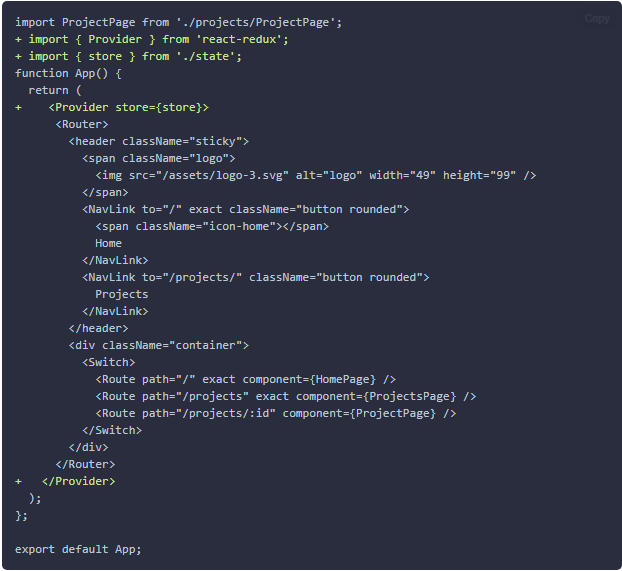 Copy
import ProjectPage from './projects/ProjectPage';
+ import { Provider } from 'react-redux';
+ import { store } from './state';
function App() {
  return (
+    <Provider store={store}>
      <Router>
        <header className="sticky">
          <span className="logo">
            <img src="/assets/logo-3.svg" alt="logo" width="49" height="99" />
          </span>
          <NavLink to="/" exact className="button rounded">
            <span className="icon-home"></span>
            Home
          </NavLink>
          <NavLink to="/projects/" className="button rounded">
            Projects
          </NavLink>
        </header>
        <div className="container">
          <Switch>
            <Route path="/" exact component={HomePage} />
            <Route path="/projects" exact component={ProjectsPage} />
            <Route path="/projects/:id" component={ProjectPage} />
          </Switch>
        </div>
      </Router>
+   </Provider>
  );
};

export default App;